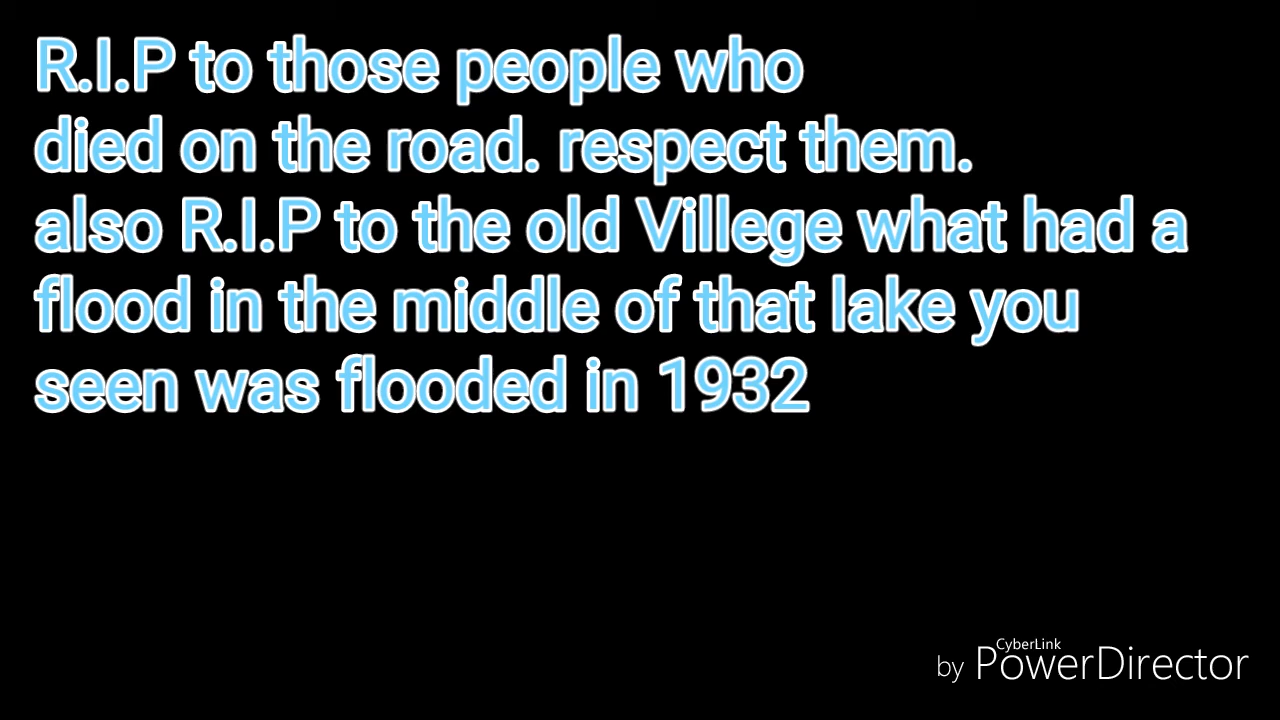 R.I.P to those people who
died on the road. respect them.
also R.I.P to the old Villege what had a
flood in the middle of that lake you
seen was flooded in 1932
by CyberLink PowerDirector